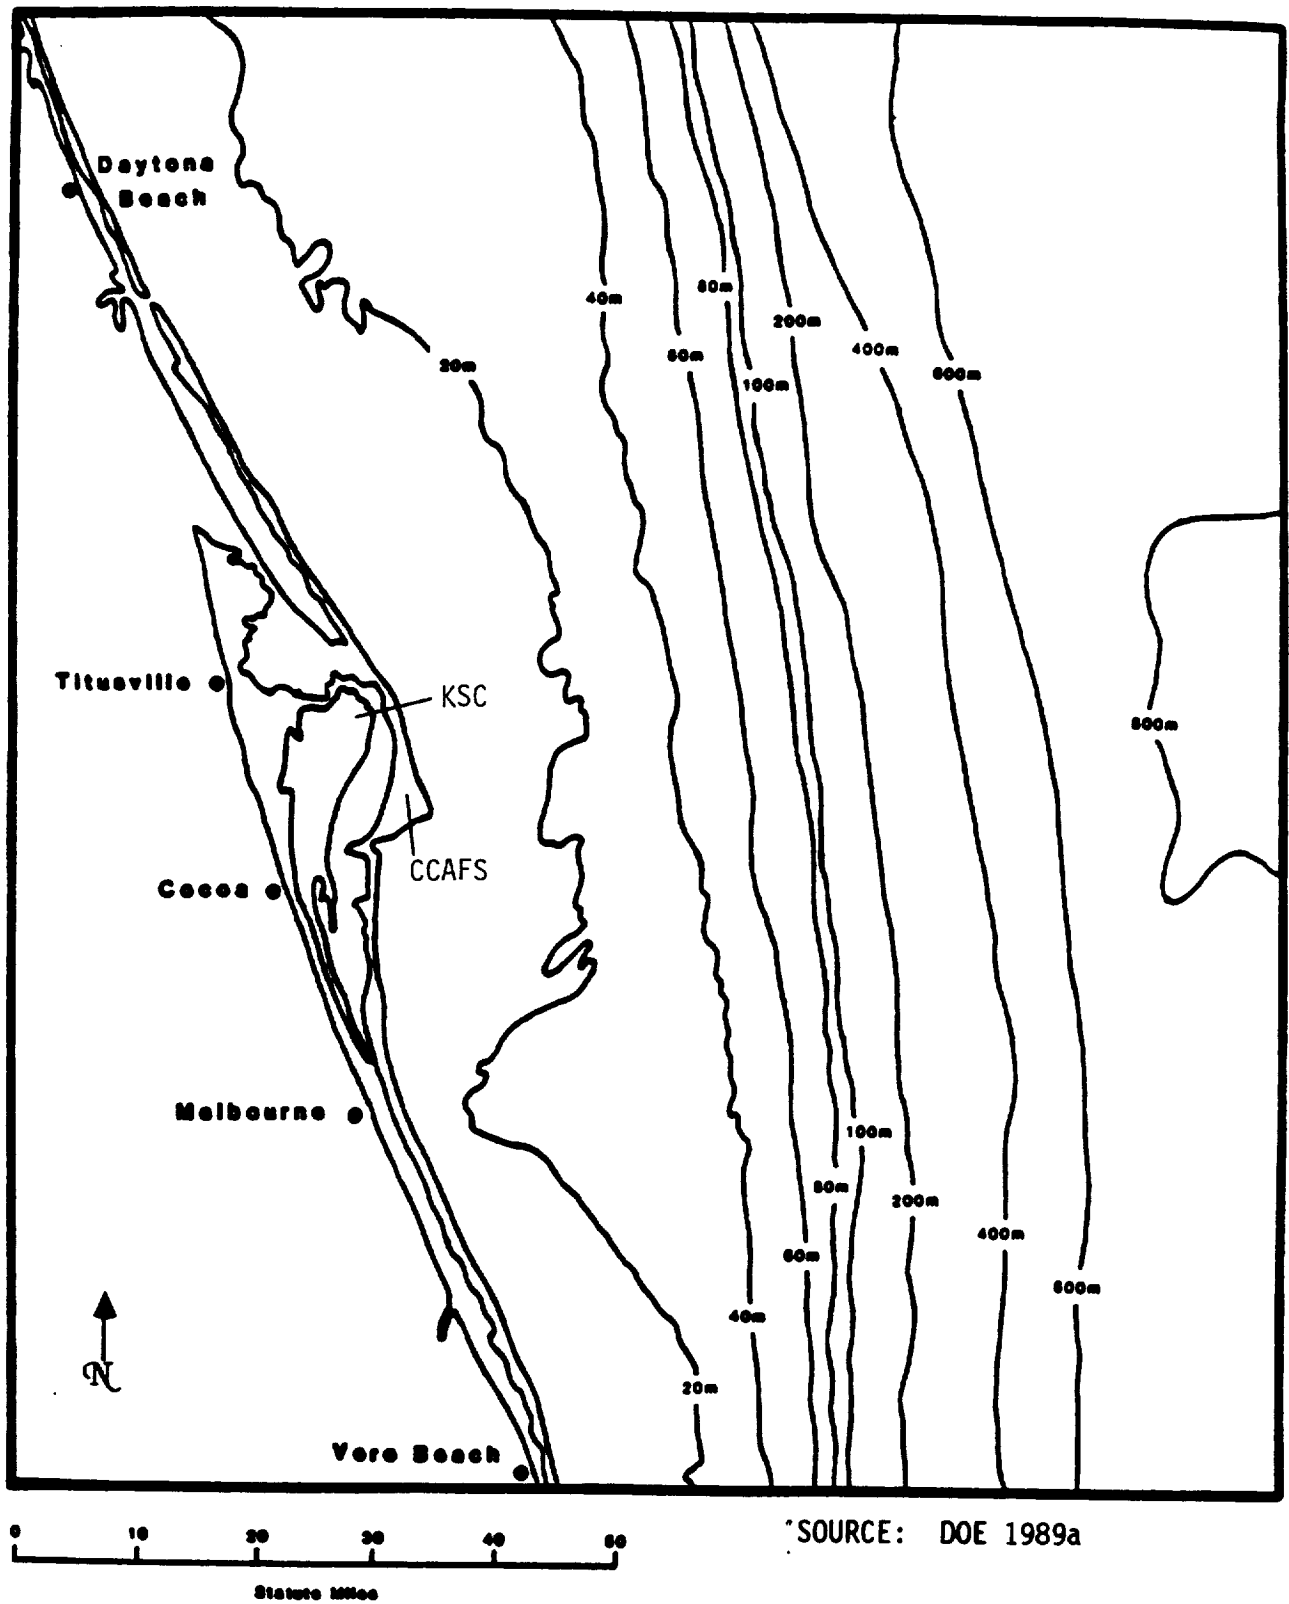 Daytona
Beach
80m
40m
200m
60m
400m
20m
600m
100m
Titusville
KSC
800m
CCAFS
Cocoa
Melbourne
100m
80m
200m
400m
60m
600m
40m
N
20m
Vero Beach
0 10 20 30 40 50
SOURCE: DOE 1989a
Statute Miles